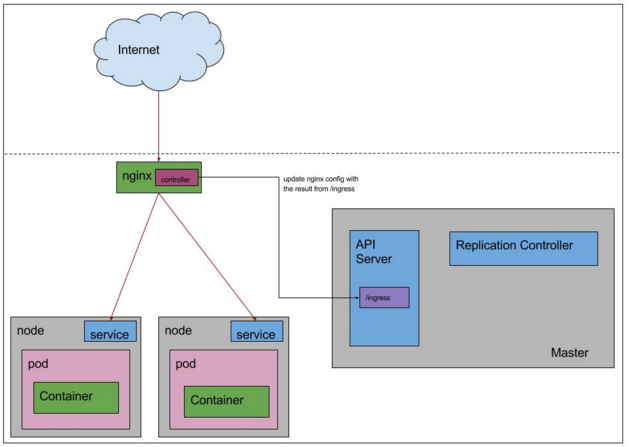 Internet
nginx
controller
update nginx config with
the result from /ingress
API
Server
Replication Controller
/ingress
Master
node
service
pod
Container
node
service
pod
Container